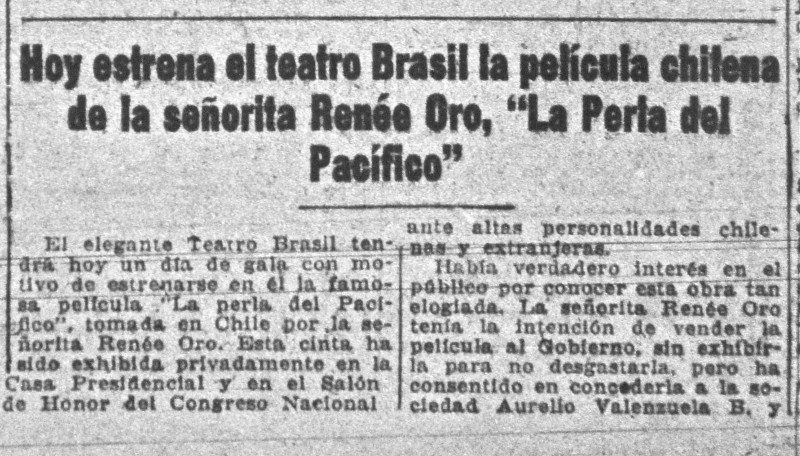 Hoy estrena el teatro Brasil la película chilena
de la señorita Renée Oro, “La Perla del
Pacífico”
El elegante Teatro Brasil ten-
drá hoy un día de gala con mo-
tivo de estrenarse en él la famo-
sa película "La perla del Pací-
fico", tomada en Chile por la se-
ñorita Renée Oro. Esta cinta ha
sido exhibida privadamente en la
Casa Presidencial y en el Salón
de Honor del Congreso Nacional
ante altas personalidades chile-
nas y extranjeras.
Había verdadero interés en el
público por conocer esta obra tan
elogiada. La señorita Renée Oro
tenía la intención de vender la
película al Gobierno, sin exhibir-
la para no desgastarla, pero ha
consentido en concederla a la so-
ciedad Aurelio Valenzuela B. y